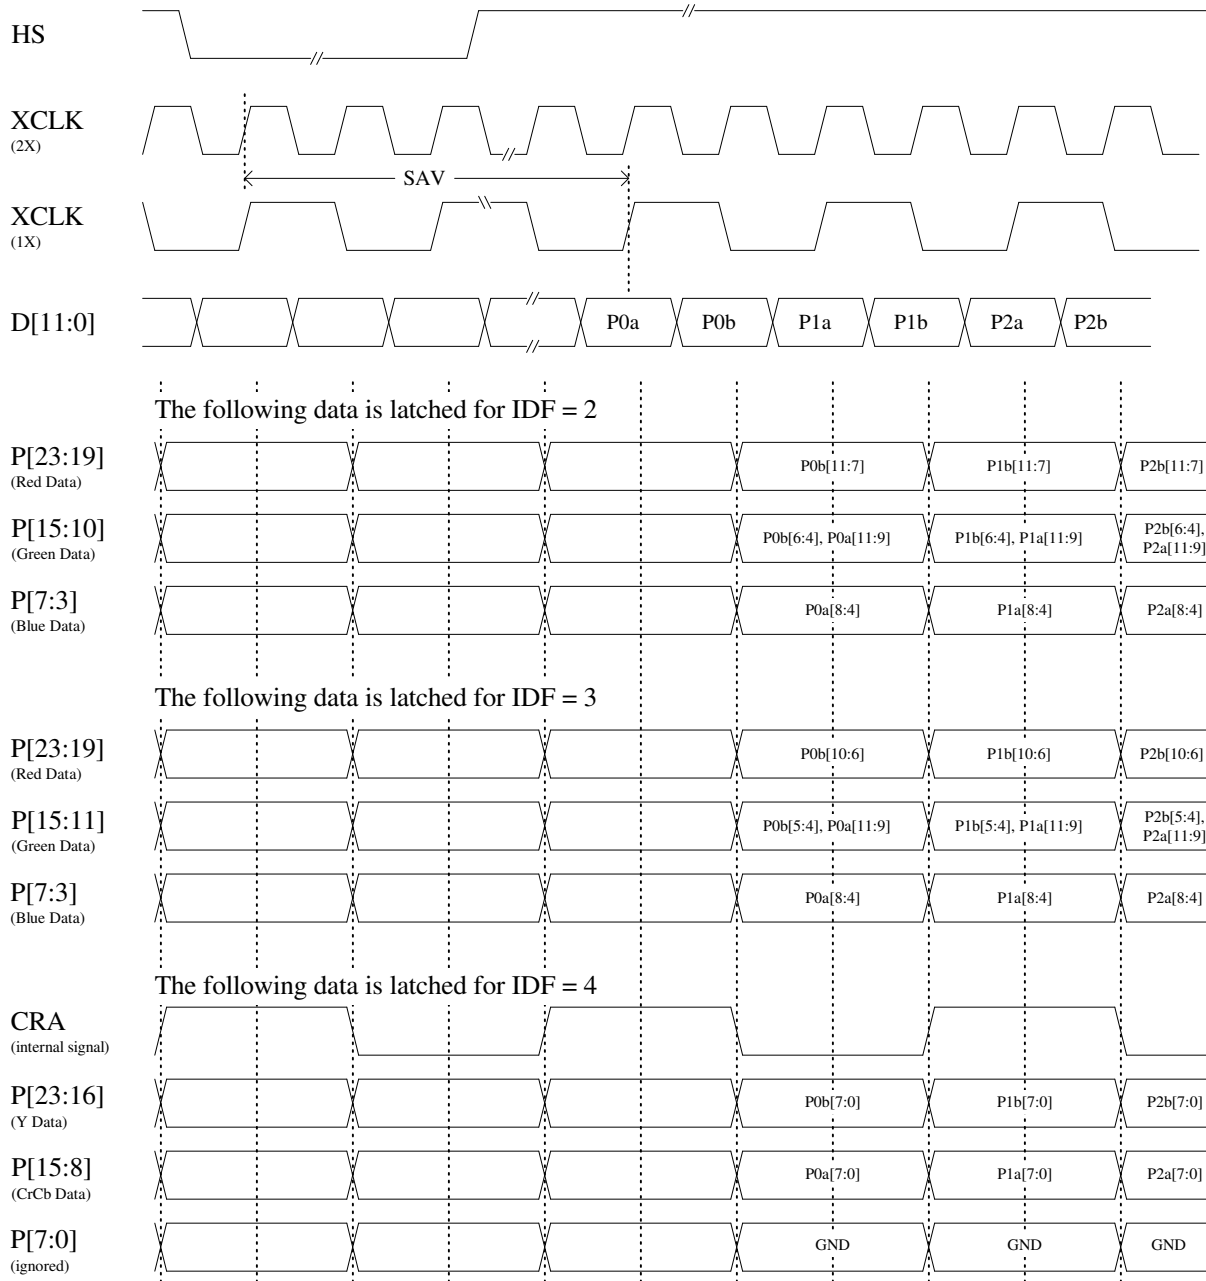 HS
XCLK
(2X)
SAV
XCLK
(1X)
D[11:0]
P0a P0b P1a P1b P2a P2b
The following data is latched for IDF = 2
P[23:19]
(Red Data)
P0b[11:7] P1b[11:7] P2b[11:7]
P[15:10]
(Green Data)
P0b[6:4], P0a[11:9] P1b[6:4], P1a[11:9] P2b[6:4],
P2a[11:9]
P[7:3]
(Blue Data)
P0a[8:4] P1a[8:4] P2a[8:4]
The following data is latched for IDF = 3
P[23:19]
(Red Data)
P0b[10:6] P1b[10:6] P2b[10:6]
P[15:11]
(Green Data)
P0b[5:4], P0a[11:9] P1b[5:4], P1a[11:9] P2b[5:4],
P2a[11:9]
P[7:3]
(Blue Data)
P0a[8:4] P1a[8:4] P2a[8:4]
The following data is latched for IDF = 4
CRA
(internal signal)
P[23:16]
(Y Data)
P0b[7:0] P1b[7:0] P2b[7:0]
P[15:8]
(CrCb Data)
P0a[7:0] P1a[7:0] P2a[7:0]
P[7:0]
(ignored)
GND GND GND